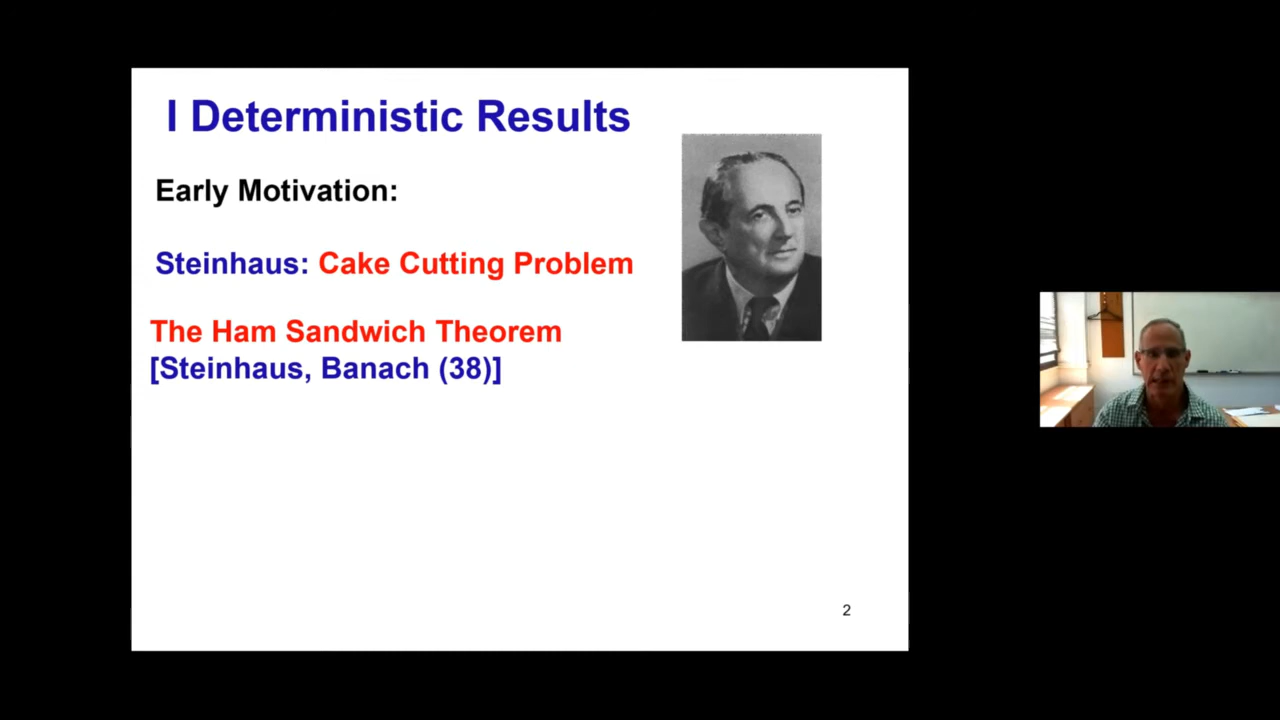 I Deterministic Results
Early Motivation:
Steinhaus: Cake Cutting Problem
The Ham Sandwich Theorem
[Steinhaus, Banach (38)]
2